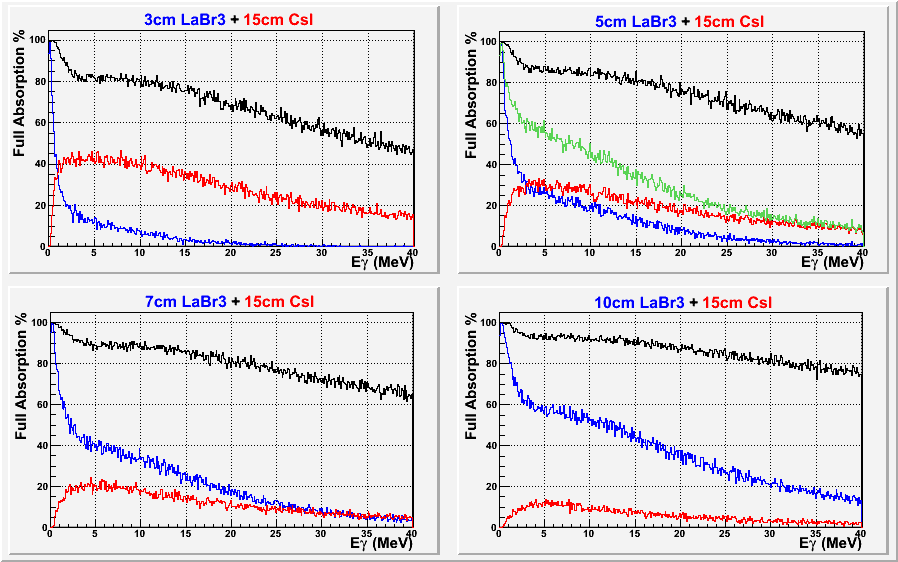 3cm LaBr3 + 15cm CsI
Full Absorption %
100
80
60
40
20
0
0 5 10 15 20 25 30 35 40
Eγ (MeV)
5cm LaBr3 + 15cm CsI
Full Absorption %
100
80
60
40
20
0
0 5 10 15 20 25 30 35 40
Eγ (MeV)
7cm LaBr3 + 15cm CsI
Full Absorption %
100
80
60
40
20
0
0 5 10 15 20 25 30 35 40
Eγ (MeV)
10cm LaBr3 + 15cm CsI
Full Absorption %
100
80
60
40
20
0
0 5 10 15 20 25 30 35 40
Eγ (MeV)